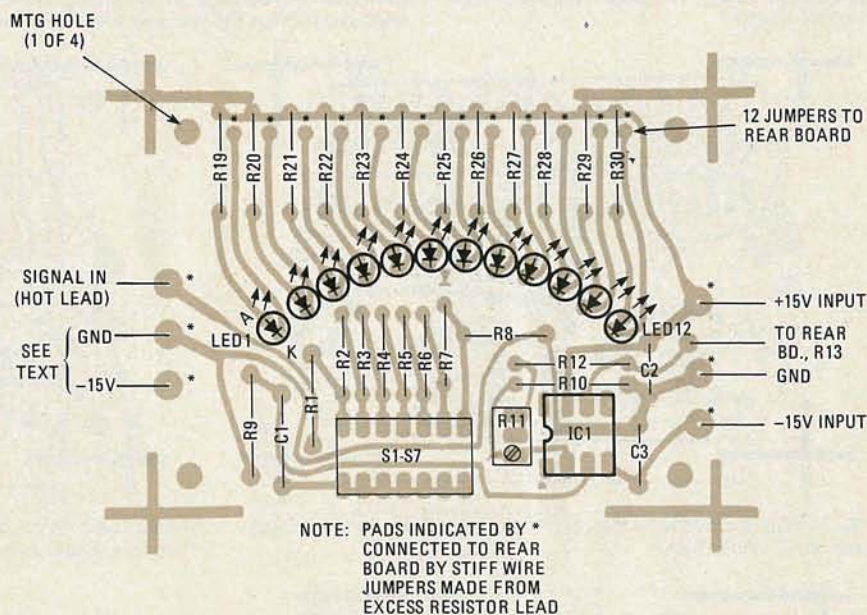 MTG HOLE
(1 OF 4)
12 JUMPERS TO
REAR BOARD
R19
R20
R21
R22
R23
R24
R25
R26
R27
R28
R29
R30
SIGNAL IN
(HOT LEAD)
*
GND
*
SEE
TEXT
-15V
*
A
LED1
K
LED12
*
+15V INPUT
TO REAR
BD., R13
*
GND
*
-15V INPUT
R1
R2
R3
R4
R5
R6
R7
R8
R12
R10
C2
R9
C1
S1-S7
R11
IC1
C3
NOTE: PADS INDICATED BY *
CONNECTED TO REAR
BOARD BY STIFF WIRE
JUMPERS MADE FROM
EXCESS RESISTOR LEAD